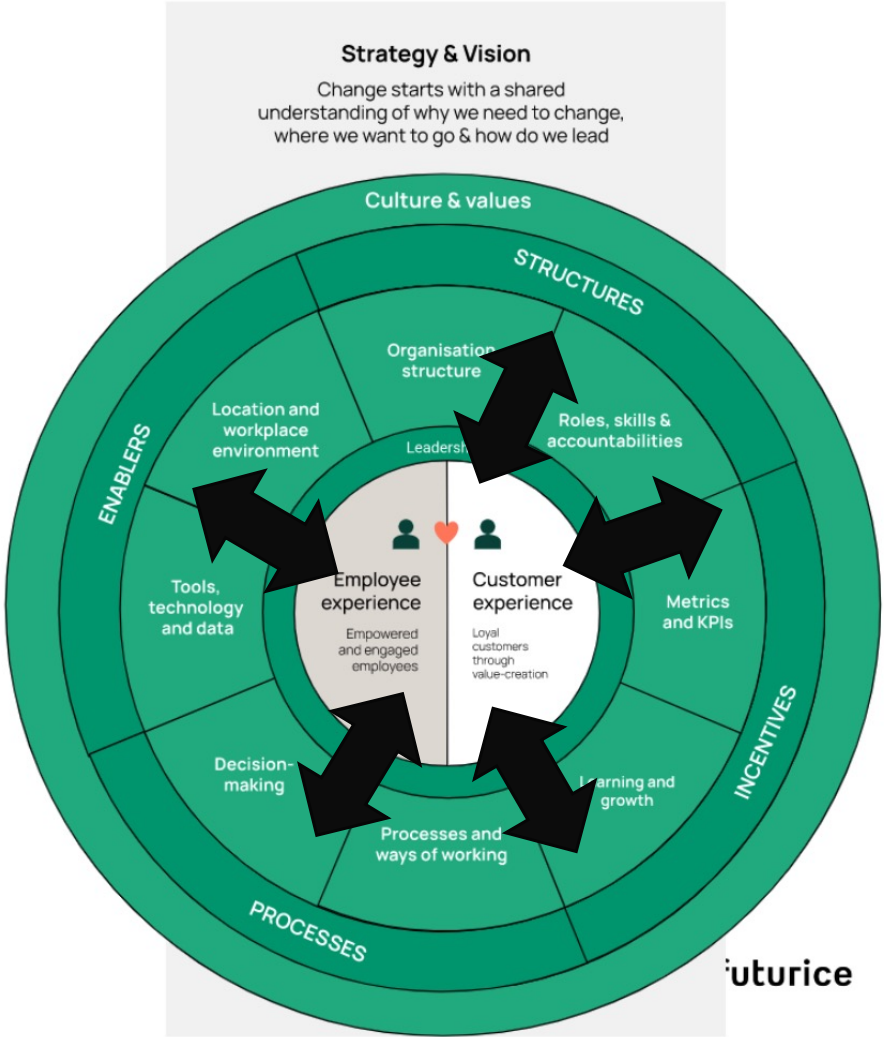 Strategy & Vision
Change starts with a shared
understanding of why we need to change,
where we want to go & how do we lead
Culture & values
STRUCTURES
Organisation
structure
Roles, skills &
accountabilities
Location and
workplace
environment
ENABLERS
Tools,
technology
and data
Metrics
and KPIs
Employee
experience
Empowered
and engaged
employees
Customer
experience
Loyal
customers
through
value-creation
INCENTIVES
Decision-
making
Learning and
growth
Processes and
ways of working
PROCESSES
futurice